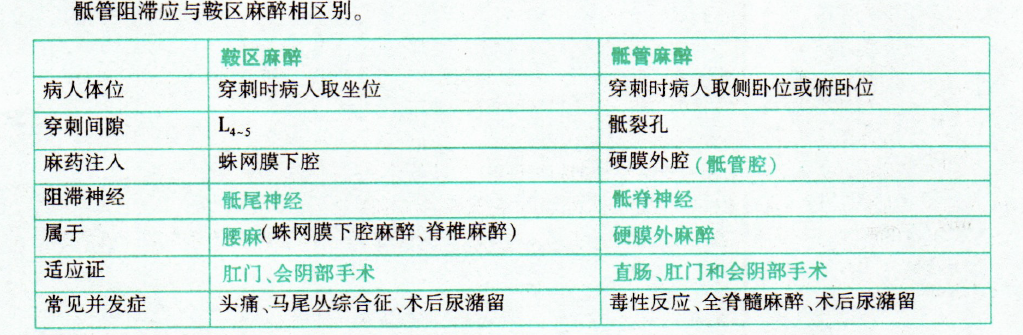 骶管阻滞应与鞍区麻醉相区别。
鞍区麻醉 骶管麻醉
病人体位 穿刺时病人取坐位 穿刺时病人取侧卧位或俯卧位
穿刺间隙 L4~5 骶裂孔
麻药注入 蛛网膜下腔 硬膜外腔(骶管腔)
阻滞神经 骶尾神经 骶脊神经
属于 腰麻(蛛网膜下腔麻醉、脊椎麻醉) 硬膜外麻醉
适应证 肛门、会阴部手术 直肠、肛门和会阴部手术
常见并发症 头痛、马尾丛综合征、术后尿潴留 毒性反应、全脊髓麻醉、术后尿潴留